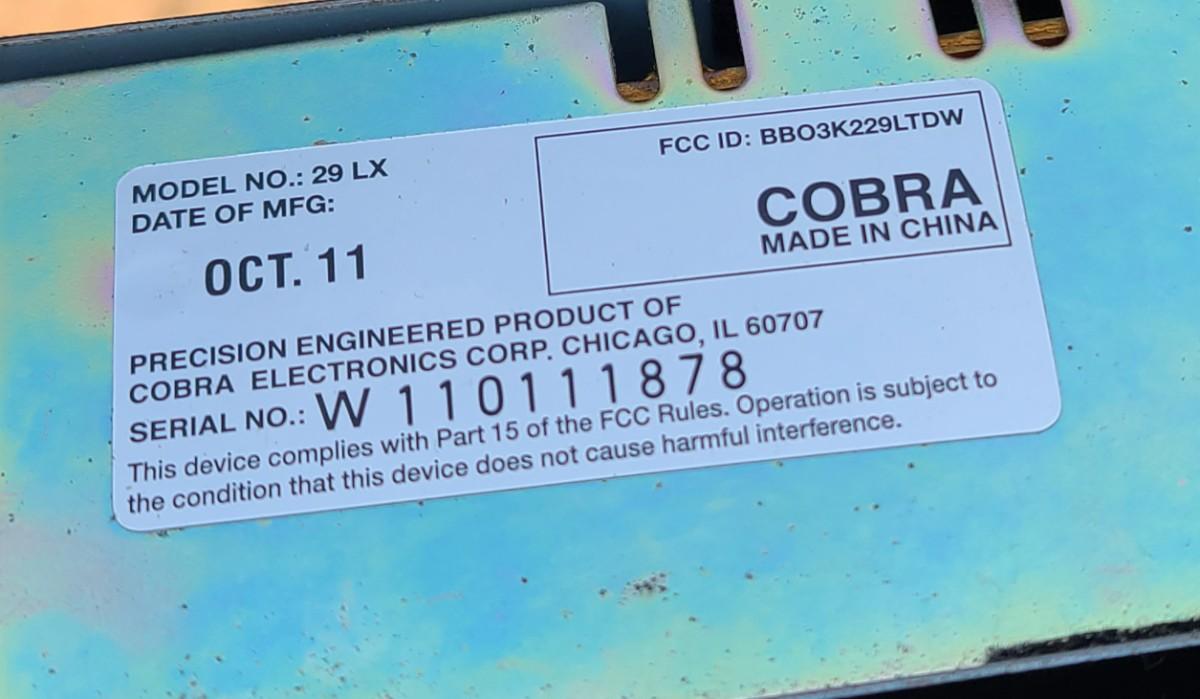 MODEL NO.: 29 LX
DATE OF MFG:
OCT. 11
FCC ID: BBO3K229LTDW
COBRA
MADE IN CHINA
PRECISION ENGINEERED PRODUCT OF
COBRA ELECTRONICS CORP. CHICAGO, IL 60707
SERIAL NO.: W 110111878
This device complies with Part 15 of the FCC Rules. Operation is subject to
the condition that this device does not cause harmful interference.